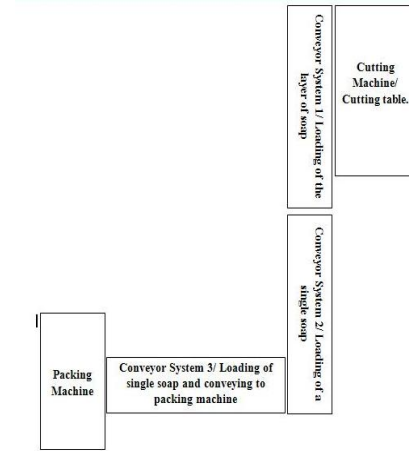 Conveyor System 1/ Loading of the
layer of soap
Cutting
Machine/
Cutting table.
Conveyor System 2/ Loading of a
single soap
Packing
Machine
Conveyor System 3/ Loading of
single soap and conveying to
packing machine